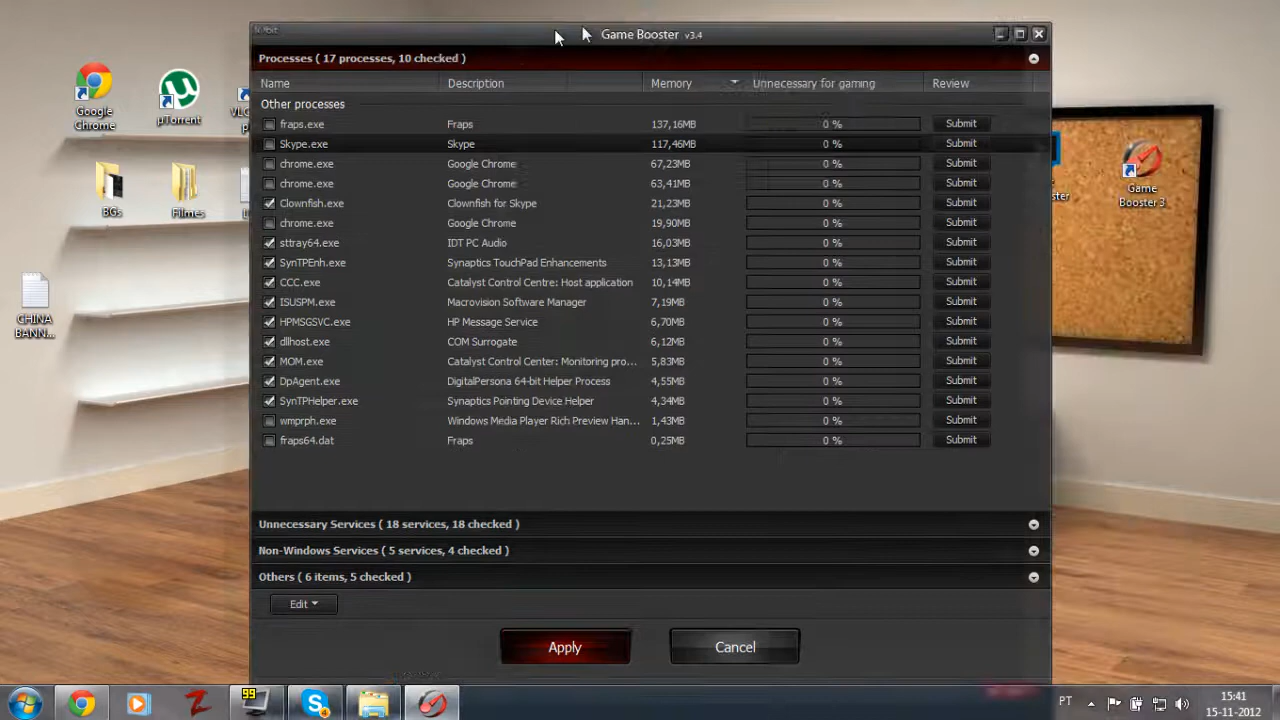 Game Booster v3.4
Processes ( 17 processes, 10 checked )
Name Description Memory Unnecessary for gaming Review
Other processes
fraps.exe Fraps 137,16MB 0 % Submit
Skype.exe Skype 117,46MB 0 % Submit
chrome.exe Google Chrome 67,23MB 0 % Submit
chrome.exe Google Chrome 63,41MB 0 % Submit
Clownfish.exe Clownfish for Skype 21,23MB 0 % Submit
chrome.exe Google Chrome 19,90MB 0 % Submit
sttray64.exe IDT PC Audio 16,03MB 0 % Submit
SynTPEnh.exe Synaptics TouchPad Enhancements 13,13MB 0 % Submit
CCC.exe Catalyst Control Centre: Host application 10,14MB 0 % Submit
ISUSPM.exe Macrovision Software Manager 7,19MB 0 % Submit
HPMSGSVC.exe HP Message Service 6,70MB 0 % Submit
dllhost.exe COM Surrogate 6,12MB 0 % Submit
MOM.exe Catalyst Control Center: Monitoring pro... 5,83MB 0 % Submit
DpAgent.exe DigitalPersona 64-bit Helper Process 4,55MB 0 % Submit
SynTPHelper.exe Synaptics Pointing Device Helper 4,34MB 0 % Submit
wmprph.exe Windows Media Player Rich Preview Han... 1,43MB 0 % Submit
fraps64.dat Fraps 0,25MB 0 % Submit
Unnecessary Services ( 18 services, 18 checked )
Non-Windows Services ( 5 services, 4 checked )
Others ( 6 items, 5 checked )
Edit
Apply Cancel
Google
Chrome
µTorrent
BGs
Filmes
CHINA
BANN...
Game
Booster 3
99
4
PT
15:41
15-11-2012